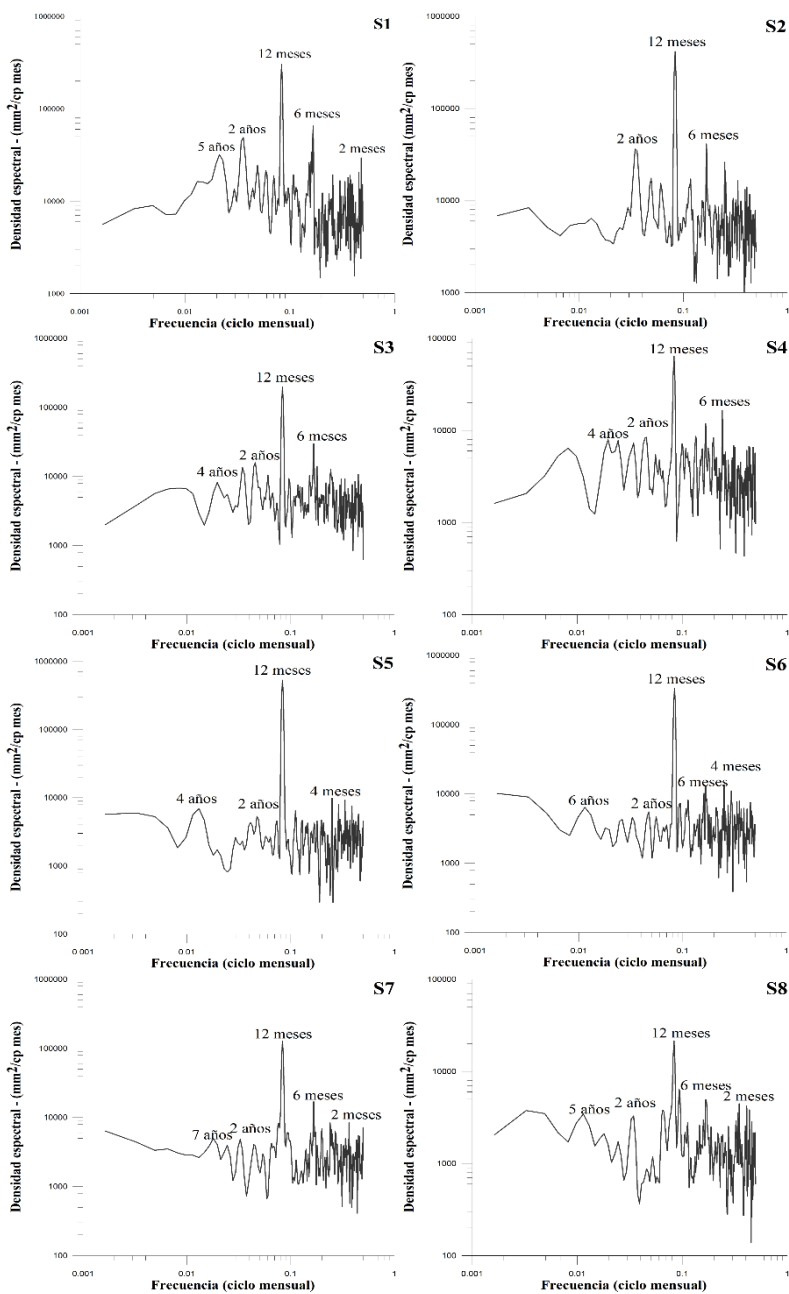 S1
1000000
100000
10000
1000
0.001
0.01
0.1
1
Densidad espectral - (mm2/cp mes)
Frecuencia (ciclo mensual)
5 años
2 años
12 meses
6 meses
2 meses
S2
1000000
100000
10000
1000
0.001
0.01
0.1
1
Densidad espectral - (mm2/cp mes)
Frecuencia (ciclo mensual)
2 años
12 meses
6 meses
S3
1000000
100000
10000
1000
100
0.001
0.01
0.1
1
Densidad espectral - (mm2/cp mes)
Frecuencia (ciclo mensual)
4 años
2 años
12 meses
6 meses
S4
100000
10000
1000
100
0.001
0.01
0.1
1
Densidad espectral - (mm2/cp mes)
Frecuencia (ciclo mensual)
4 años
2 años
12 meses
6 meses
S5
1000000
100000
10000
1000
100
0.001
0.01
0.1
1
Densidad espectral - (mm2/cp mes)
Frecuencia (ciclo mensual)
4 años
2 años
12 meses
4 meses
S6
1000000
100000
10000
1000
100
0.001
0.01
0.1
1
Densidad espectral - (mm2/cp mes)
Frecuencia (ciclo mensual)
6 años
2 años
12 meses
6 meses
4 meses
S7
1000000
100000
10000
1000
100
0.001
0.01
0.1
1
Densidad espectral - (mm2/cp mes)
Frecuencia (ciclo mensual)
7 años
2 años
12 meses
6 meses
2 meses
S8
100000
10000
1000
100
0.001
0.01
0.1
1
Densidad espectral - (mm2/cp mes)
Frecuencia (ciclo mensual)
5 años
2 años
12 meses
6 meses
2 meses